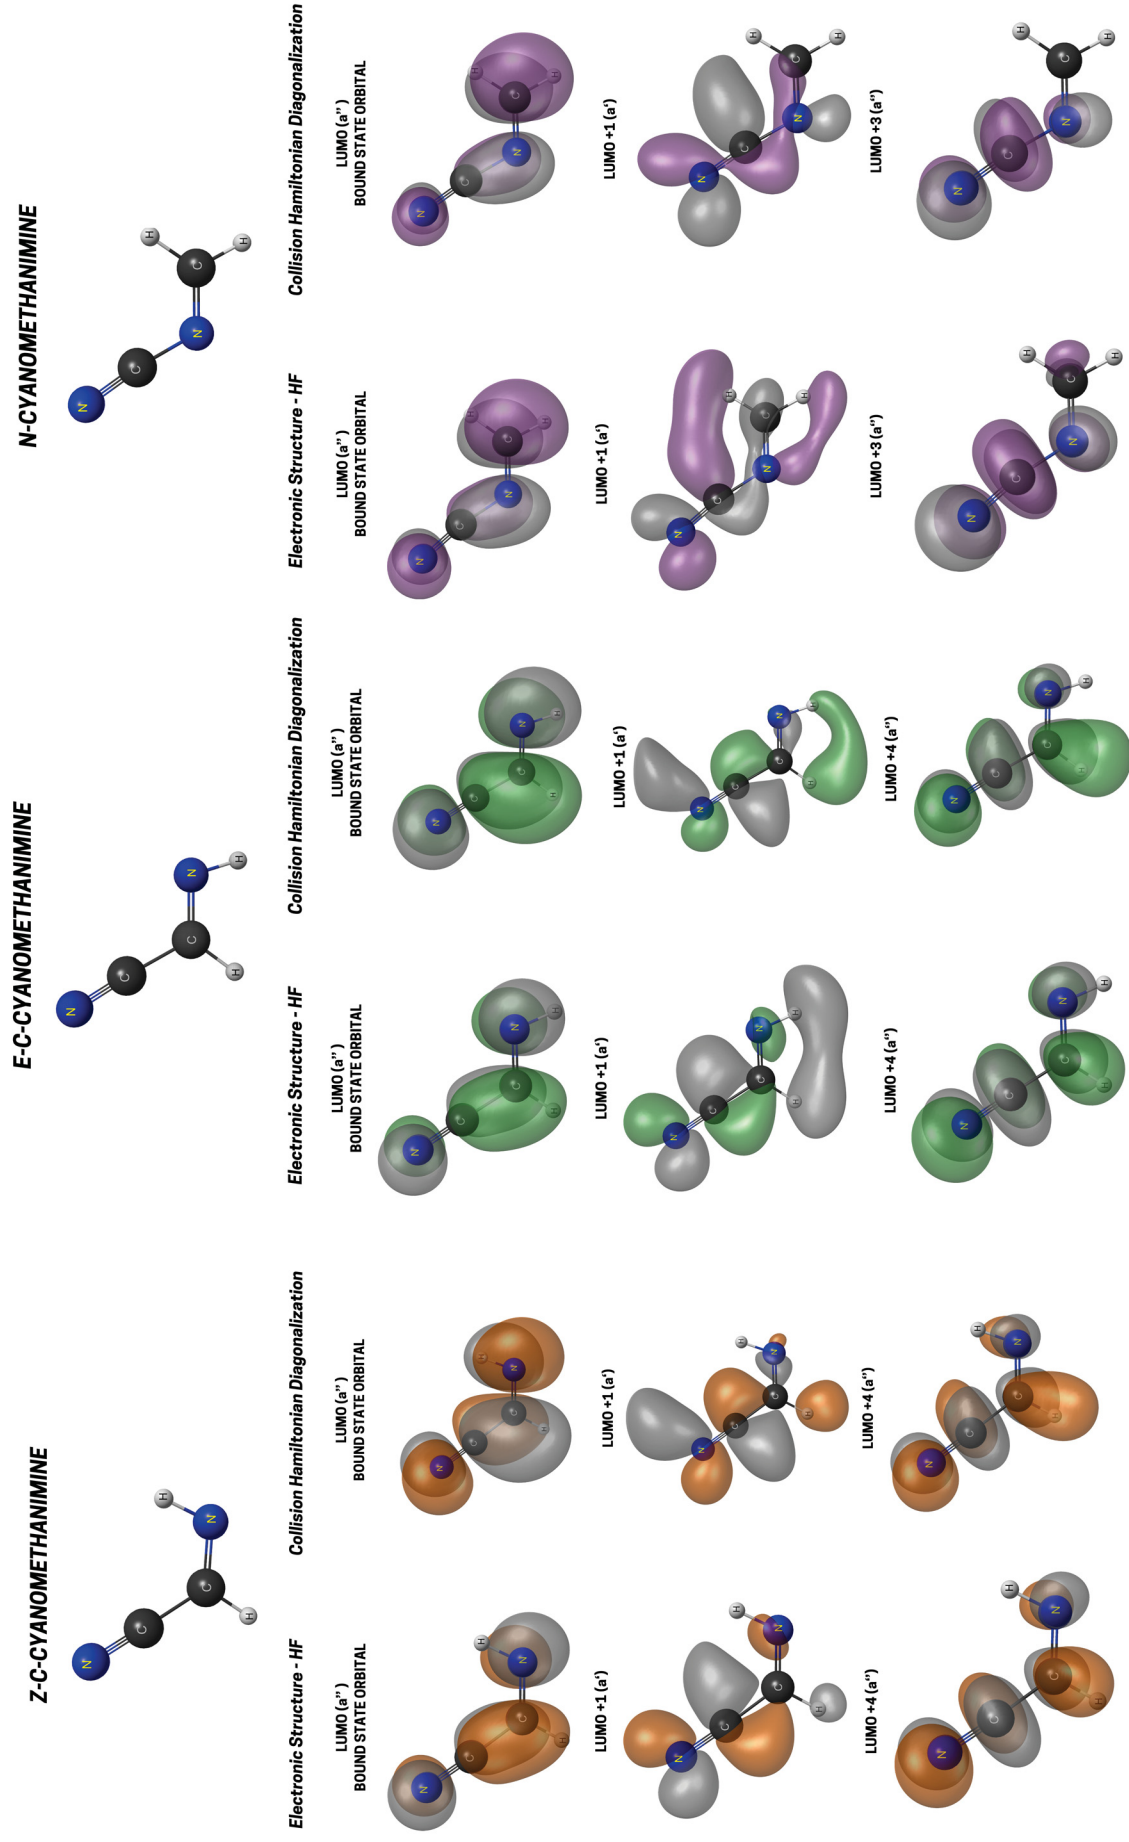 Z-C-CYANOMETHANIMINE
N
C
H
C
N
H
Electronic Structure - HF
LUMO (a'')
BOUND STATE ORBITAL
N
C
H
C
N
H
LUMO +1 (a')
N
C
H
C
N
H
LUMO +4 (a'')
N
C
H
C
N
H
Collision Hamiltonian Diagonalization
LUMO (a'')
BOUND STATE ORBITAL
N
C
H
C
N
H
LUMO +1 (a')
N
C
H
C
N
H
LUMO +4 (a'')
N
C
H
C
N
H
E-C-CYANOMETHANIMINE
N
C
H
C
N
H
Electronic Structure - HF
LUMO (a'')
BOUND STATE ORBITAL
N
C
H
C
N
H
LUMO +1 (a')
N
C
H
C
N
H
LUMO +4 (a'')
N
C
H
C
N
H
Collision Hamiltonian Diagonalization
LUMO (a'')
BOUND STATE ORBITAL
N
C
H
C
N
H
LUMO +1 (a')
N
C
H
C
N
H
LUMO +4 (a'')
N
C
H
C
N
H
N-CYANOMETHANIMINE
N
C
N
C
H
H
Electronic Structure - HF
LUMO (a'')
BOUND STATE ORBITAL
N
C
N
C
H
H
LUMO +1 (a')
N
C
N
C
H
H
LUMO +3 (a'')
N
C
N
C
H
H
Collision Hamiltonian Diagonalization
LUMO (a'')
BOUND STATE ORBITAL
N
C
N
C
H
H
LUMO +1 (a')
N
C
N
C
H
H
LUMO +3 (a'')
N
C
N
C
H
H